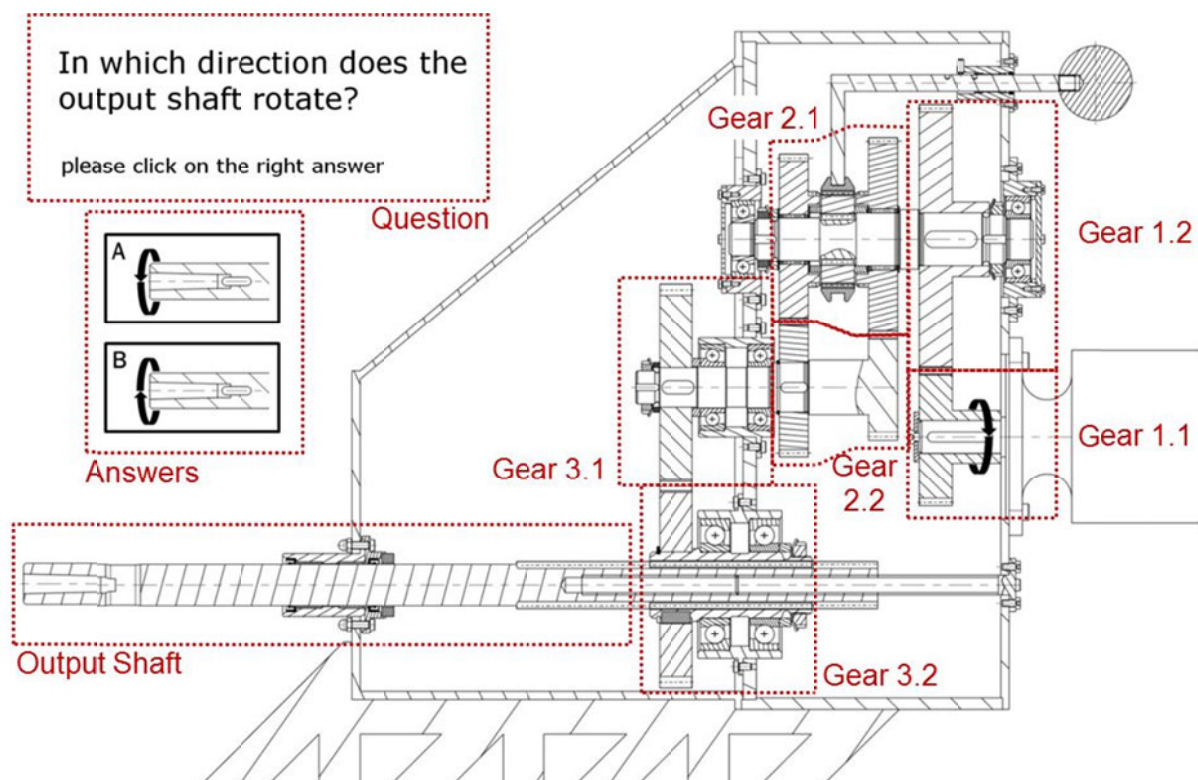 In which direction does the
output shaft rotate?
please click on the right answer
Question
A
B
Answers
Gear 2.1
Gear 1.2
Gear 3.1
Gear
2.2
Gear 1.1
Output Shaft
Gear 3.2